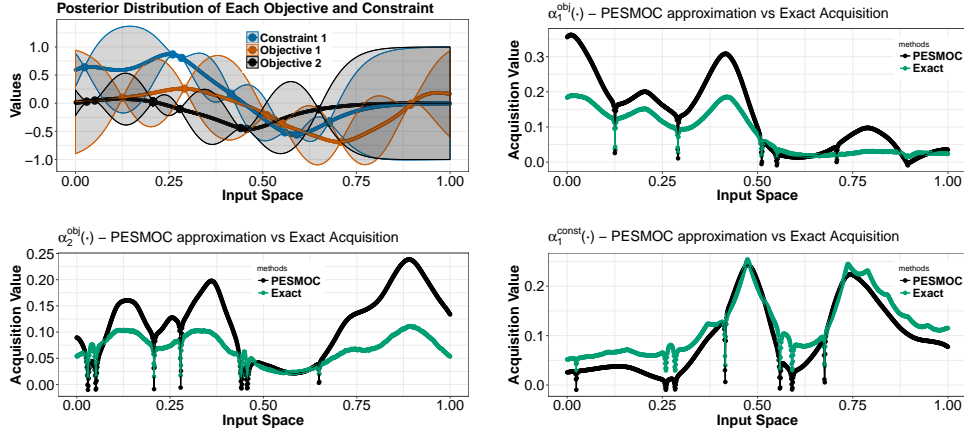 Posterior Distribution of Each Objective and Constraint
Values
1.0
0.5
0.0
−0.5
−1.0
Constraint 1
Objective 1
Objective 2
0.00 0.25 0.50 0.75 1.00
Input Space
α₁ᵒᵇʲ(·) − PESMOC approximation vs Exact Acquisition
Acquisition Value
0.3
0.2
0.1
0.0
methods
PESMOC
Exact
0.00 0.25 0.50 0.75 1.00
Input Space
α₂ᵒᵇʲ(·) − PESMOC approximation vs Exact Acquisition
Acquisition Value
0.25
0.20
0.15
0.10
0.05
0.00
methods
PESMOC
Exact
0.00 0.25 0.50 0.75 1.00
Input Space
α₁ᶜᵒⁿˢᵗ(·) − PESMOC approximation vs Exact Acquisition
Acquisition Value
0.2
0.1
0.0
methods
PESMOC
Exact
0.00 0.25 0.50 0.75 1.00
Input Space